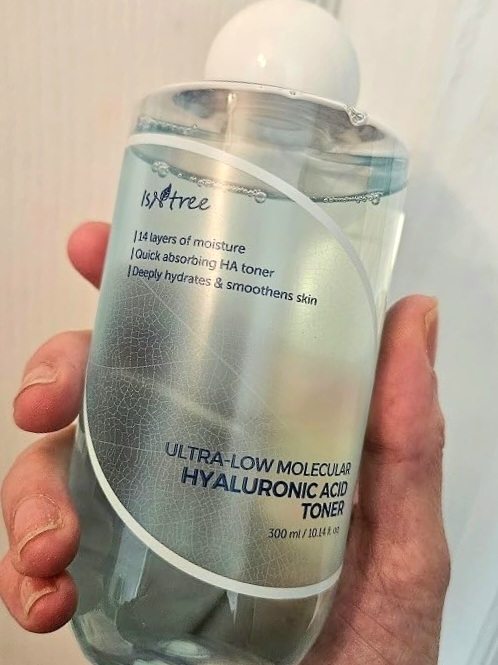 IsNtree
14 layers of moisture
Quick absorbing HA toner
Deeply hydrates & smoothens skin
ULTRA-LOW MOLECULAR
HYALURONIC ACID
TONER
300 ml / 10.14 fl. oz